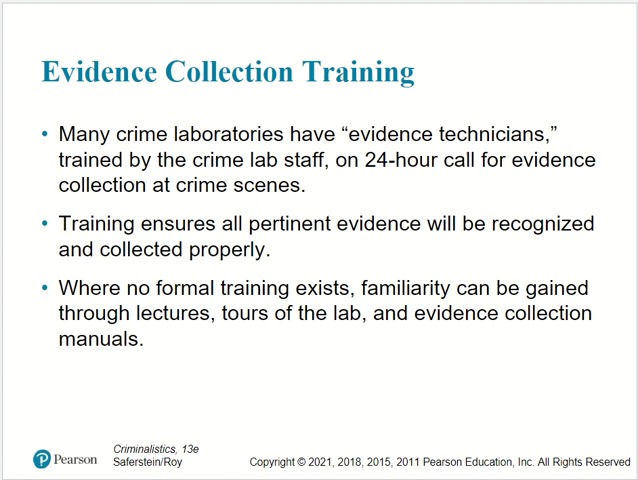 Evidence Collection Training
• Many crime laboratories have “evidence technicians,”
trained by the crime lab staff, on 24-hour call for evidence
collection at crime scenes.
• Training ensures all pertinent evidence will be recognized
and collected properly.
• Where no formal training exists, familiarity can be gained
through lectures, tours of the lab, and evidence collection
manuals.
Pearson
Criminalistics, 13e
Saferstein/Roy
Copyright © 2021, 2018, 2015, 2011 Pearson Education, Inc. All Rights Reserved